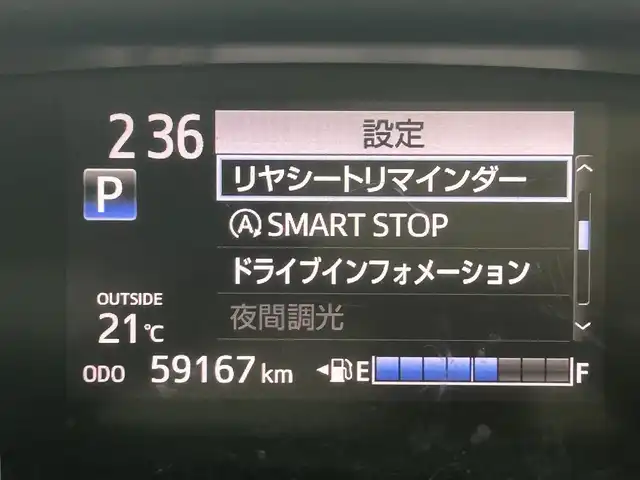 2 36
設定
P
リヤシートリマインダー
A SMART STOP
ドライブインフォメーション
夜間調光
OUTSIDE
21℃
ODO 59167 km
E F